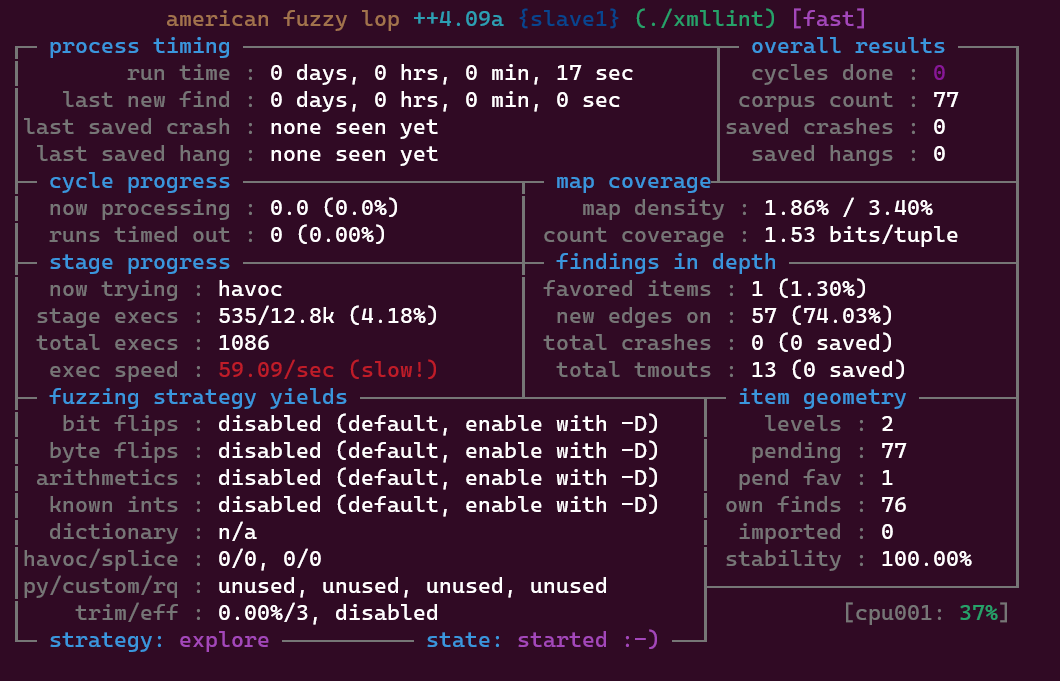 american fuzzy lop ++4.09a {slave1} (./xmllint) [fast]
process timing overall results
run time : 0 days, 0 hrs, 0 min, 17 sec cycles done : 0
last new find : 0 days, 0 hrs, 0 min, 0 sec corpus count : 77
last saved crash : none seen yet saved crashes : 0
last saved hang : none seen yet saved hangs : 0
cycle progress map coverage
now processing : 0.0 (0.0%) map density : 1.86% / 3.40%
runs timed out : 0 (0.00%) count coverage : 1.53 bits/tuple
stage progress findings in depth
now trying : havoc favored items : 1 (1.30%)
stage execs : 535/12.8k (4.18%) new edges on : 57 (74.03%)
total execs : 1086 total crashes : 0 (0 saved)
exec speed : 59.09/sec (slow!) total tmouts : 13 (0 saved)
fuzzing strategy yields item geometry
bit flips : disabled (default, enable with -D) levels : 2
byte flips : disabled (default, enable with -D) pending : 77
arithmetics : disabled (default, enable with -D) pend fav : 1
known ints : disabled (default, enable with -D) own finds : 76
dictionary : n/a imported : 0
havoc/splice : 0/0, 0/0 stability : 100.00%
py/custom/rq : unused, unused, unused, unused
trim/eff : 0.00%/3, disabled [cpu001: 37%]
strategy: explore state: started :-)